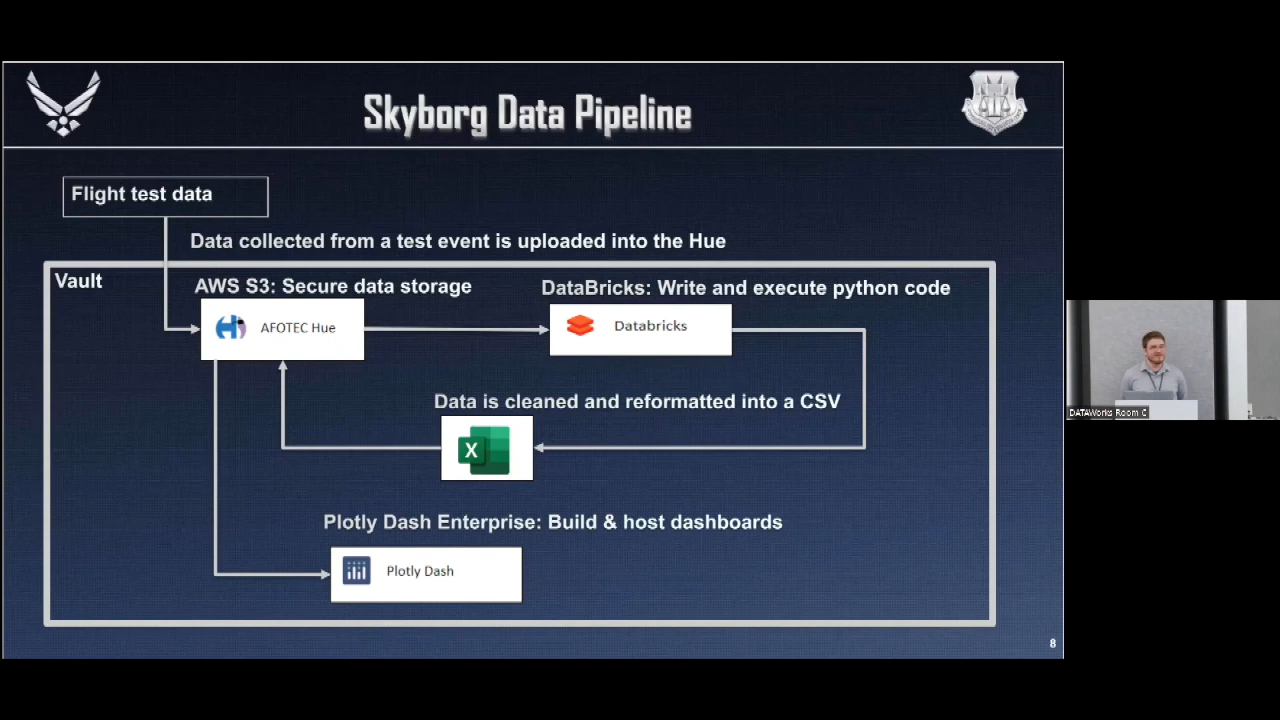 Skyborg Data Pipeline
Flight test data
Data collected from a test event is uploaded into the Hue
Vault
AWS S3: Secure data storage
DataBricks: Write and execute python code
AFOTEC Hue
Databricks
Data is cleaned and reformatted into a CSV
X
Plotly Dash Enterprise: Build & host dashboards
Plotly Dash
8
DATAWorks Room C